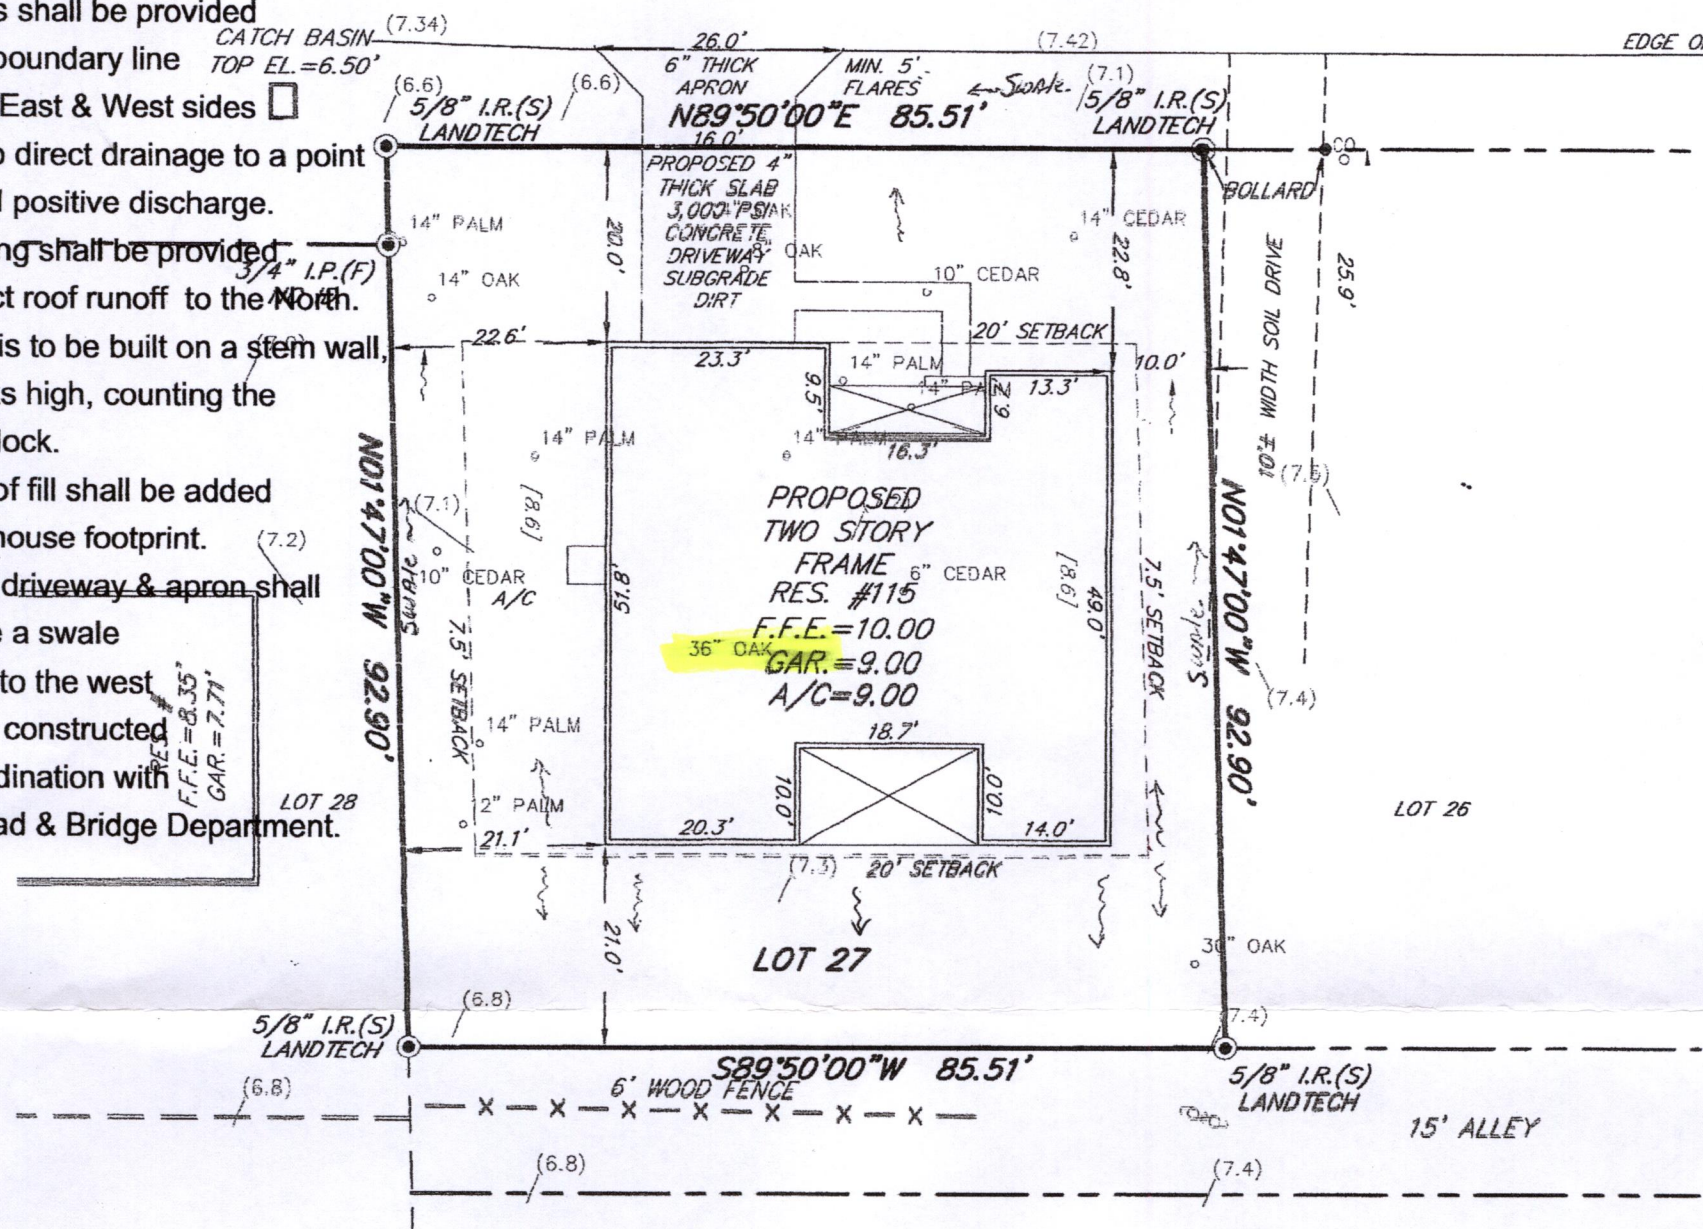 s shall be provided
boundary line
East & West sides
o direct drainage to a point
d positive discharge.
ng shall be provided
ct roof runoff to the North.
is to be built on a stem wall,
s high, counting the
lock.
of fill shall be added
house footprint.
driveway & apron shall
e a swale
to the west
constructed
dination with
ad & Bridge Department.
CATCH BASIN
TOP EL.=6.50'
(7.34)
26.0'
(7.42)
EDGE O
6" THICK
APRON
MIN. 5'
FLARES
←Swale.
(7.1)
(6.6)
(6.6)
5/8" I.R.(S)
LANDTECH
N89°50'00"E 85.51'
5/8" I.R.(S)
LANDTECH
16.0'
PROPOSED 4"
THICK SLAB
3,000 PSI
CONCRETE
DRIVEWAY
SUBGRADE
DIRT
BOLLARD
14" PALM
14" CEDAR
OAK
3/4" I.P.(F)
14" OAK
10" CEDAR
20.0'
22.8'
10'± WIDTH SOIL DRIVE
25.9'
22.6'
23.3'
20' SETBACK
10.0'
14" PALM
14" PALM
13.3'
9.5'
14" PALM
14" PALM
16.3'
PROPOSED
TWO STORY
FRAME
RES. #115
F.F.E.=10.00
GAR.=9.00
A/C=9.00
36" OAK
6" CEDAR
N01°47'00"W 92.90'
(7.1)
[8.6]
[8.6]
(7.2)
10" CEDAR
A/C
Swale
51.8'
49.0'
7.5' SETBACK
7.5' SETBACK
Swale
N01°47'00"W 92.90'
(7.4)
RES #
F.F.E.=8.35"
GAR.=7.71'
LOT 28
14" PALM
2" PALM
18.7'
10.0'
10.0'
20.3'
14.0'
21.1'
(7.3)
20' SETBACK
LOT 26
21.0'
LOT 27
36" OAK
(6.8)
(7.4)
5/8" I.R.(S)
LANDTECH
S89°50'00"W 85.51'
5/8" I.R.(S)
LANDTECH
6' WOOD FENCE
(6.8)
15' ALLEY
(6.8)
(7.4)